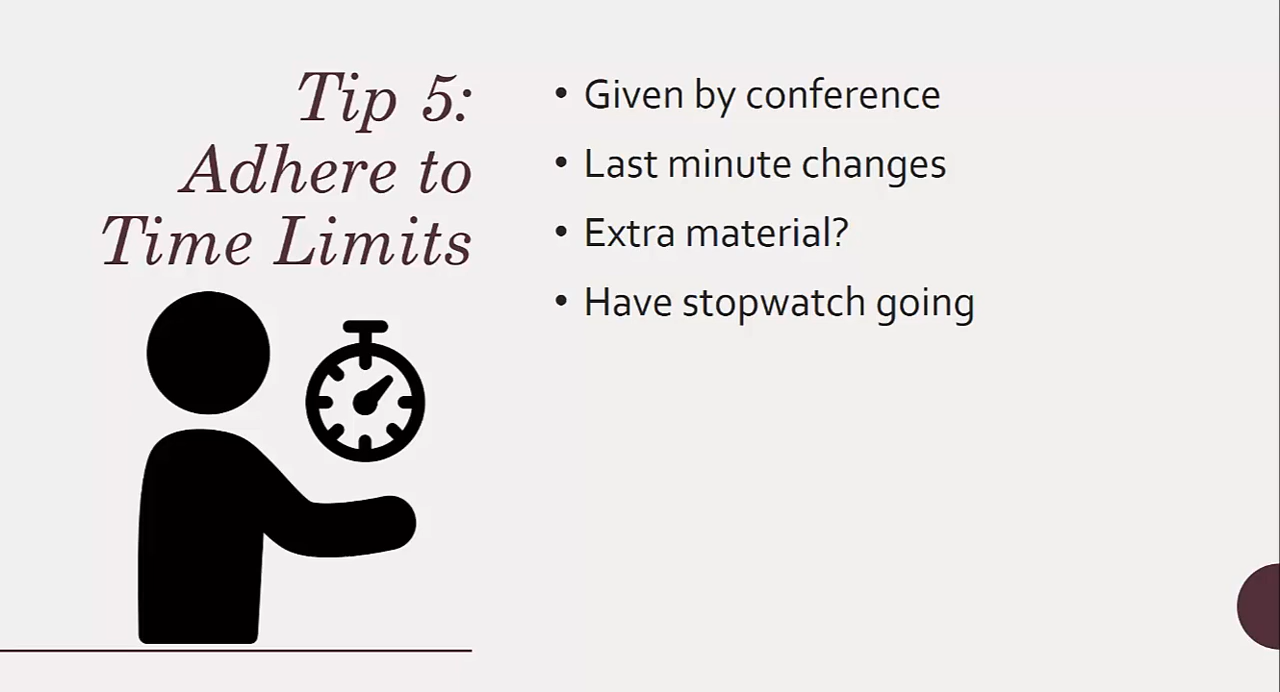 Tip 5:
Adhere to
Time Limits
• Given by conference
• Last minute changes
• Extra material?
• Have stopwatch going